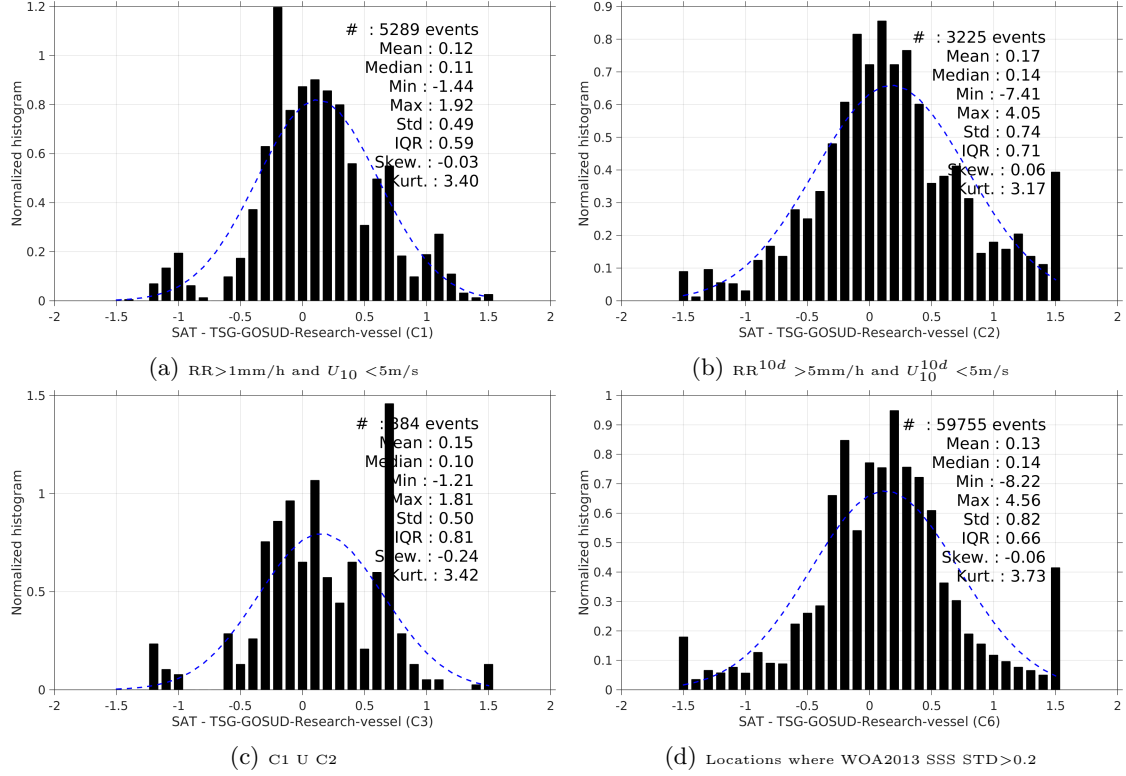 1.2
1
0.8
0.6
0.4
0.2
0
Normalized histogram
# : 5289 events
Mean : 0.12
Median : 0.11
Min : -1.44
Max : 1.92
Std : 0.49
IQR : 0.59
Skew. : -0.03
Kurt. : 3.40
-2 -1.5 -1 -0.5 0 0.5 1 1.5 2
SAT - TSG-GOSUD-Research-vessel (C1)
(a) RR>1mm/h and U10 <5m/s
0.9
0.8
0.7
0.6
0.5
0.4
0.3
0.2
0.1
0
Normalized histogram
# : 3225 events
Mean : 0.17
Median : 0.14
Min : -7.41
Max : 4.05
Std : 0.74
IQR : 0.71
Skew. : 0.06
Kurt. : 3.17
-2 -1.5 -1 -0.5 0 0.5 1 1.5 2
SAT - TSG-GOSUD-Research-vessel (C2)
(b) RR10d >5mm/h and U10d10 <5m/s
1.5
1
0.5
0
Normalized histogram
# : 384 events
Mean : 0.15
Median : 0.10
Min : -1.21
Max : 1.81
Std : 0.50
IQR : 0.81
Skew. : -0.24
Kurt. : 3.42
-2 -1.5 -1 -0.5 0 0.5 1 1.5 2
SAT - TSG-GOSUD-Research-vessel (C3)
(c) C1 U C2
1
0.9
0.8
0.7
0.6
0.5
0.4
0.3
0.2
0.1
0
Normalized histogram
# : 59755 events
Mean : 0.13
Median : 0.14
Min : -8.22
Max : 4.56
Std : 0.82
IQR : 0.66
Skew. : -0.06
Kurt. : 3.73
-2 -1.5 -1 -0.5 0 0.5 1 1.5 2
SAT - TSG-GOSUD-Research-vessel (C6)
(d) Locations where WOA2013 SSS STD>0.2